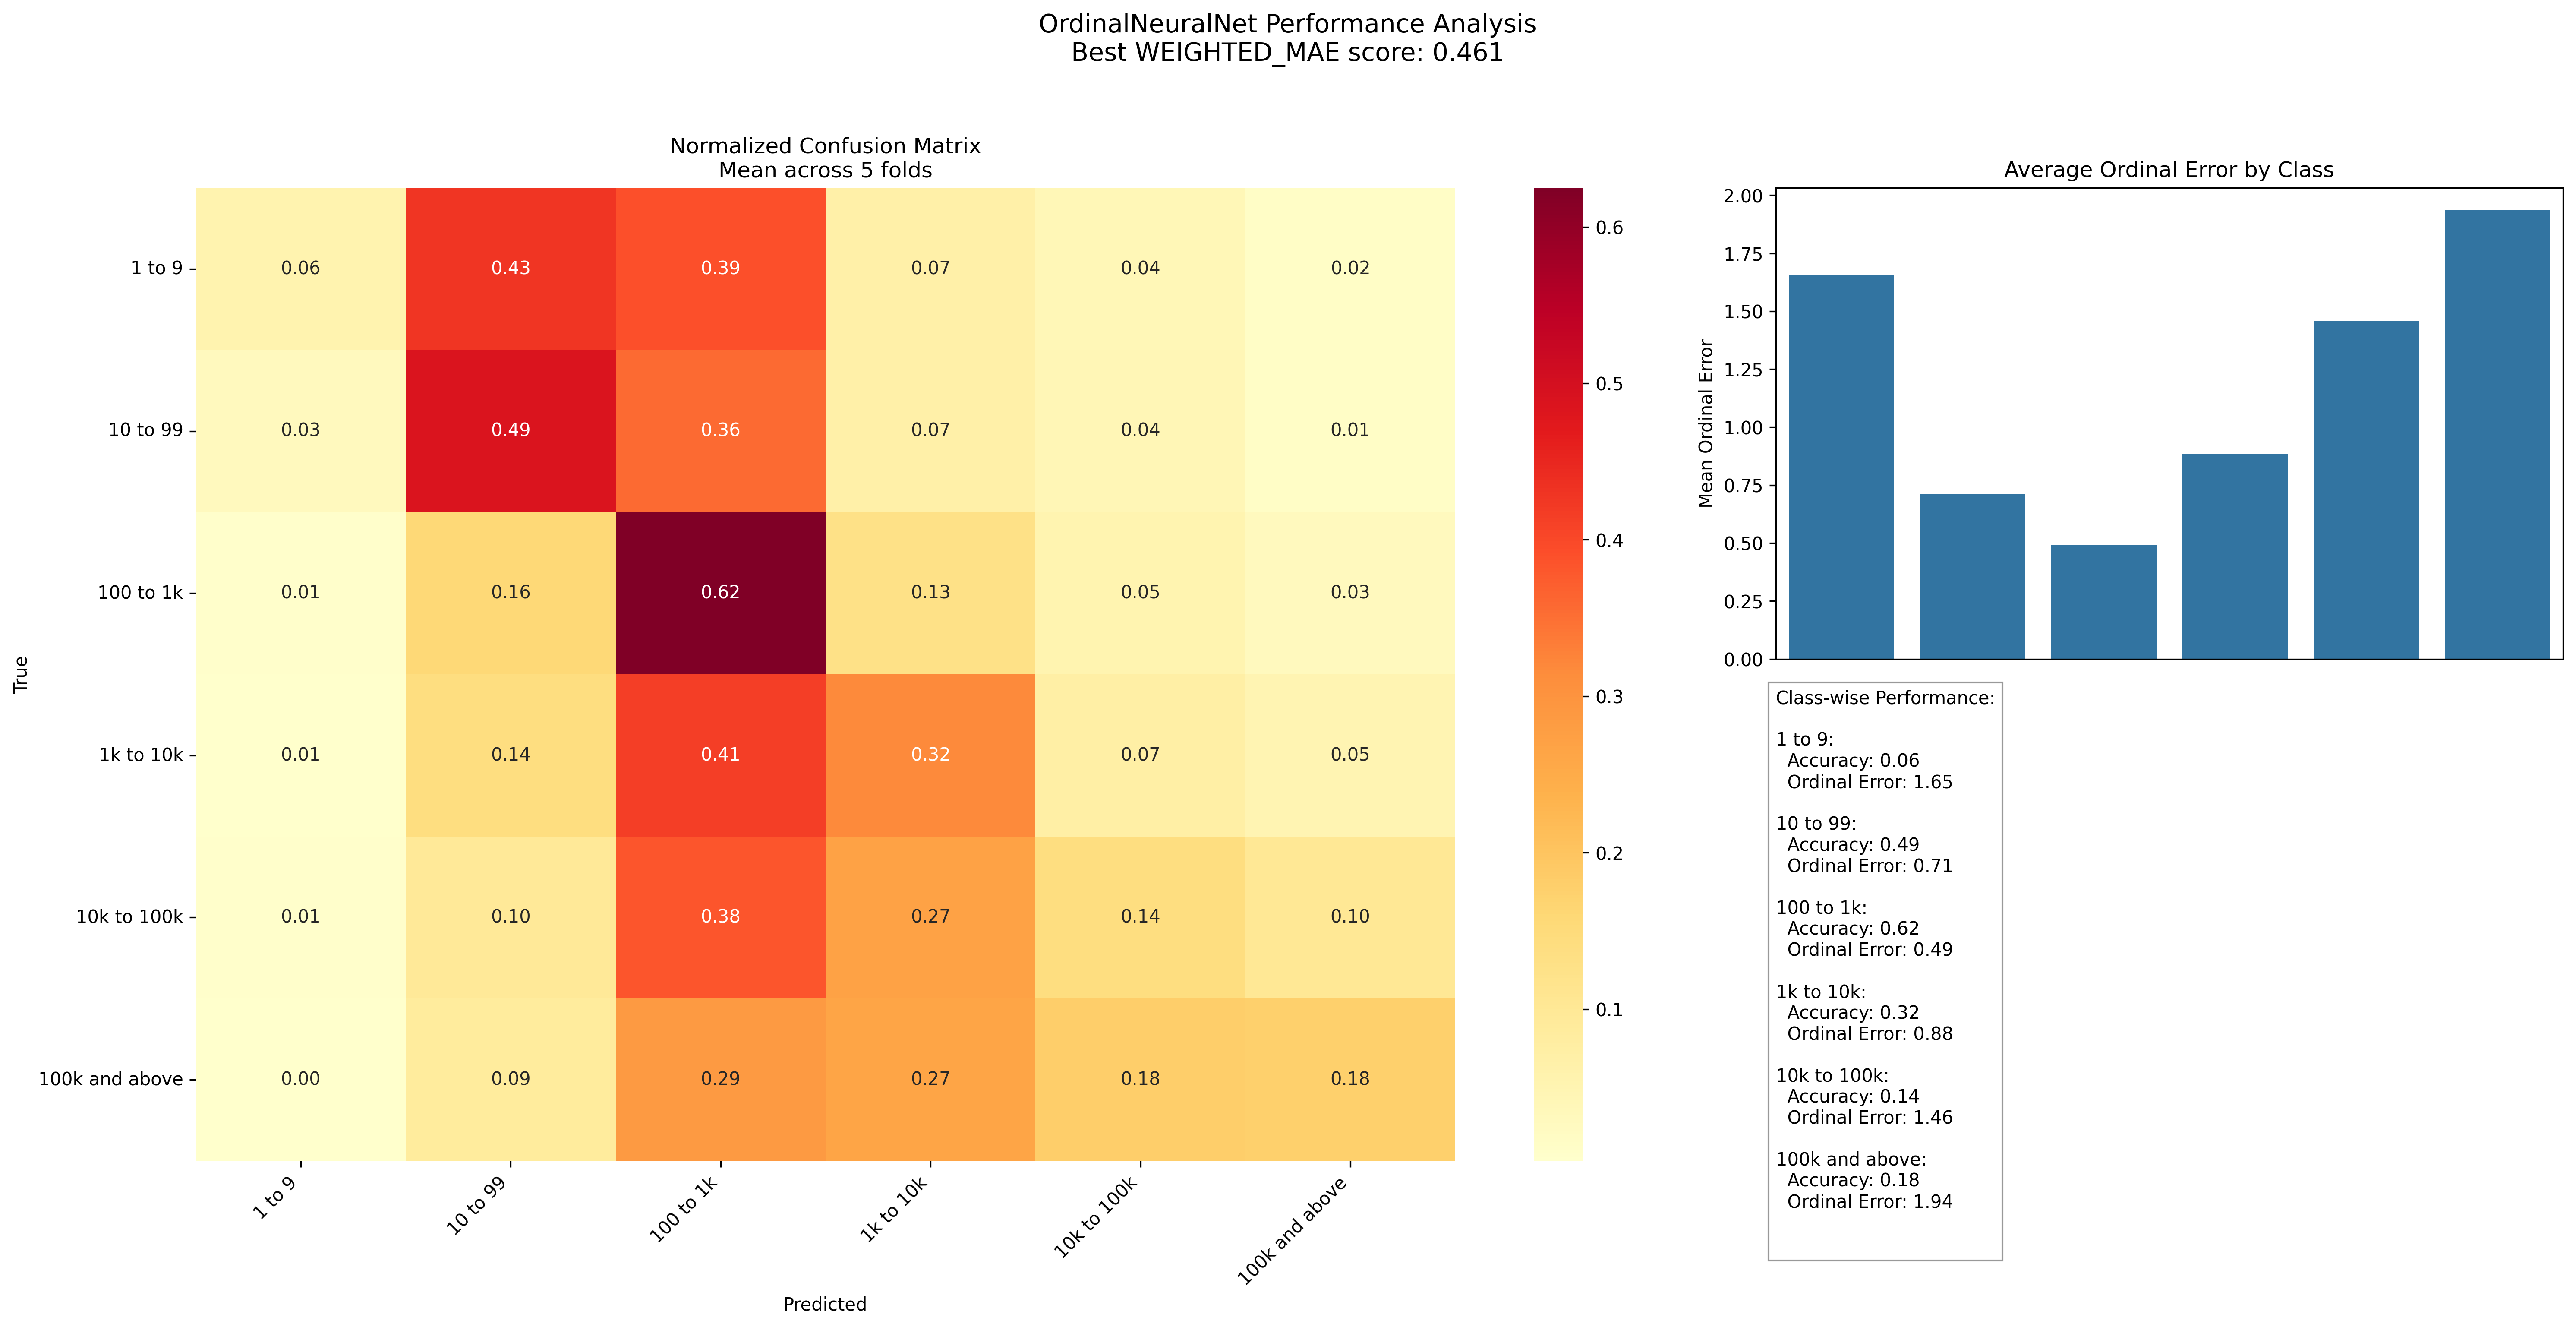 OrdinalNeuralNet Performance Analysis
Best WEIGHTED_MAE score: 0.461
Normalized Confusion Matrix
Mean across 5 folds
True
1 to 9
0.06 0.43 0.39 0.07 0.04 0.02
10 to 99
0.03 0.49 0.36 0.07 0.04 0.01
100 to 1k
0.01 0.16 0.62 0.13 0.05 0.03
1k to 10k
0.01 0.14 0.41 0.32 0.07 0.05
10k to 100k
0.01 0.10 0.38 0.27 0.14 0.10
100k and above
0.00 0.09 0.29 0.27 0.18 0.18
1 to 9
10 to 99
100 to 1k
1k to 10k
10k to 100k
100k and above
Predicted
0.6
0.5
0.4
0.3
0.2
0.1
Average Ordinal Error by Class
Mean Ordinal Error
2.00
1.75
1.50
1.25
1.00
0.75
0.50
0.25
0.00
Class-wise Performance:
1 to 9:
Accuracy: 0.06
Ordinal Error: 1.65
10 to 99:
Accuracy: 0.49
Ordinal Error: 0.71
100 to 1k:
Accuracy: 0.62
Ordinal Error: 0.49
1k to 10k:
Accuracy: 0.32
Ordinal Error: 0.88
10k to 100k:
Accuracy: 0.14
Ordinal Error: 1.46
100k and above:
Accuracy: 0.18
Ordinal Error: 1.94